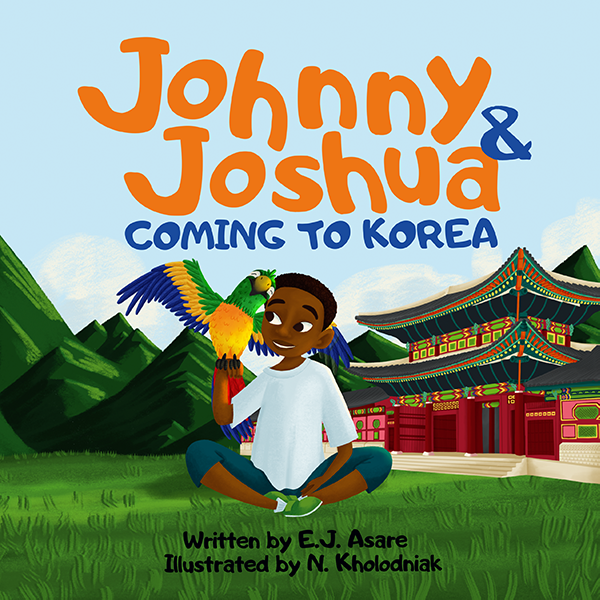 Johnny
& Joshua
COMING TO KOREA
Written by E.J. Asare
Illustrated by N. Kholodniak